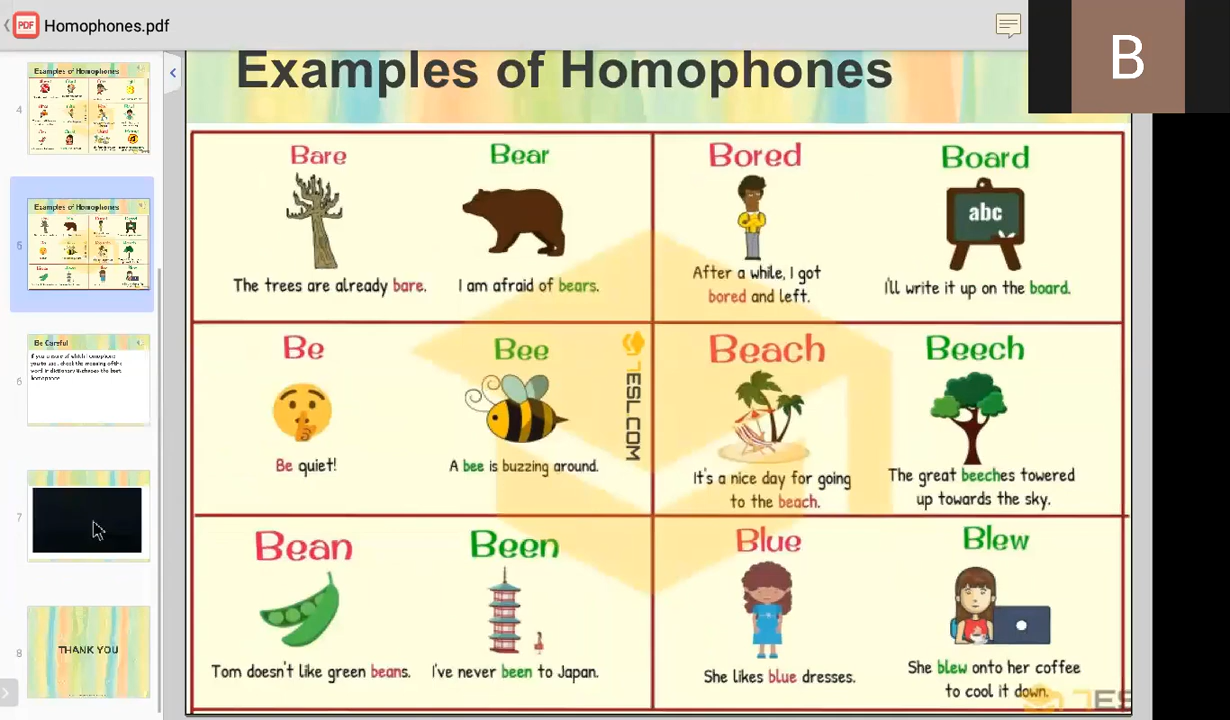 PDF Homophones.pdf
B
4
Examples of Homophones
5
Examples of Homophones
6
Be Careful
7
8
THANK YOU
Examples of Homophones
Bare Bear Bored Board
abc
The trees are already bare. I am afraid of bears.
After a while, I got
bored and left.
I'll write it up on the board.
Be Bee Beach Beech
Be quiet! A bee is buzzing around.
It's a nice day for going
to the beach.
The great beeches towered
up towards the sky.
7ESL.COM
Bean Been Blue Blew
Tom doesn't like green beans. I've never been to Japan.
She likes blue dresses.
She blew onto her coffee
to cool it down.
7ES